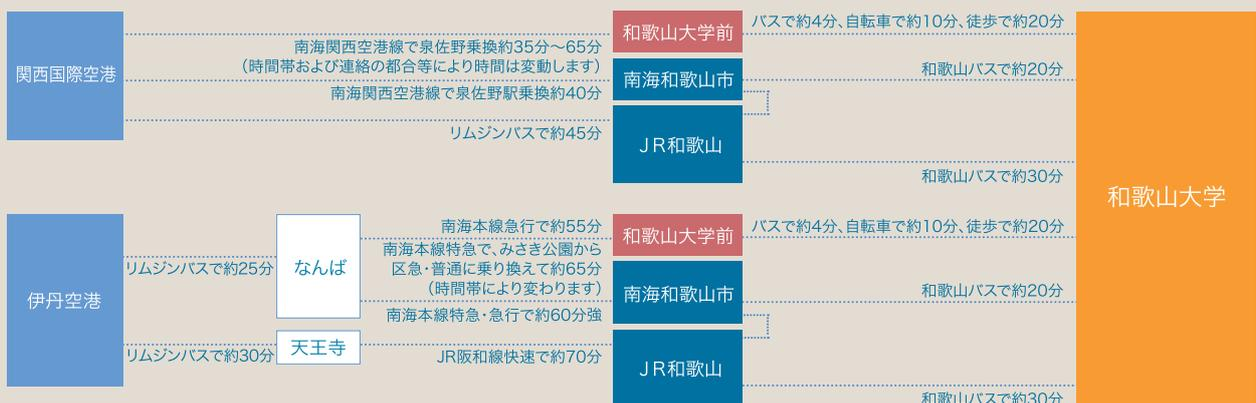 関西国際空港
南海関西空港線で泉佐野乗換約35分～65分
（時間帯および連絡の都合等により時間は変動します）
南海関西空港線で泉佐野駅乗換約40分
リムジンバスで約45分
和歌山大学前
南海和歌山市
ＪＲ和歌山
バスで約4分、自転車で約10分、徒歩で約20分
和歌山バスで約20分
和歌山バスで約30分
和歌山大学
伊丹空港
リムジンバスで約25分
リムジンバスで約30分
なんば
天王寺
南海本線急行で約55分
南海本線特急で、みさき公園から
区急・普通に乗り換えて約65分
（時間帯により変わります）
南海本線特急・急行で約60分強
JR阪和線快速で約70分
和歌山大学前
南海和歌山市
ＪＲ和歌山
バスで約4分、自転車で約10分、徒歩で約20分
和歌山バスで約20分
和歌山バスで約30分